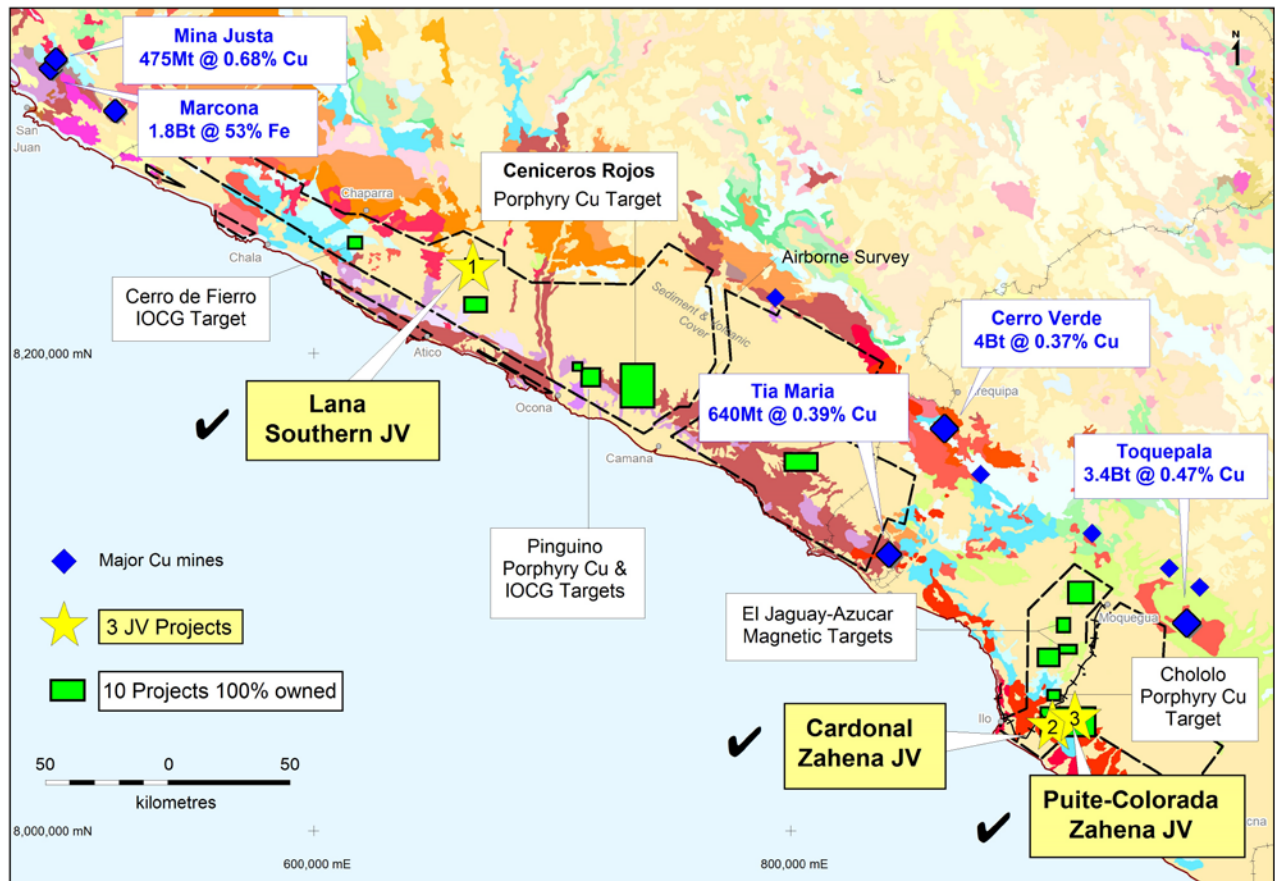 Mina Justa
475Mt @ 0.68% Cu
N
Marcona
1.8Bt @ 53% Fe
San
Juan
Ceniceros Rojos
Porphyry Cu Target
Chaparra
1
Airborne Survey
Chala
Cerro de Fierro
IOCG Target
Sediment & Volcanic
Cover
Cerro Verde
4Bt @ 0.37% Cu
8,200,000 mN
Atico
Tia Maria
640Mt @ 0.39% Cu
Lana
Southern JV
Ocona
Camana
Toquepala
3.4Bt @ 0.47% Cu
Pinguino
Porphyry Cu &
IOCG Targets
Major Cu mines
El Jaguay-Azucar
Magnetic Targets
Moquegua
3 JV Projects
Chololo
Porphyry Cu
Target
10 Projects 100% owned
Ilo
2
3
Cardonal
Zahena JV
50 0 50
kilometres
Puite-Colorada
Zahena JV
8,000,000 mN
600,000 mE
800,000 mE